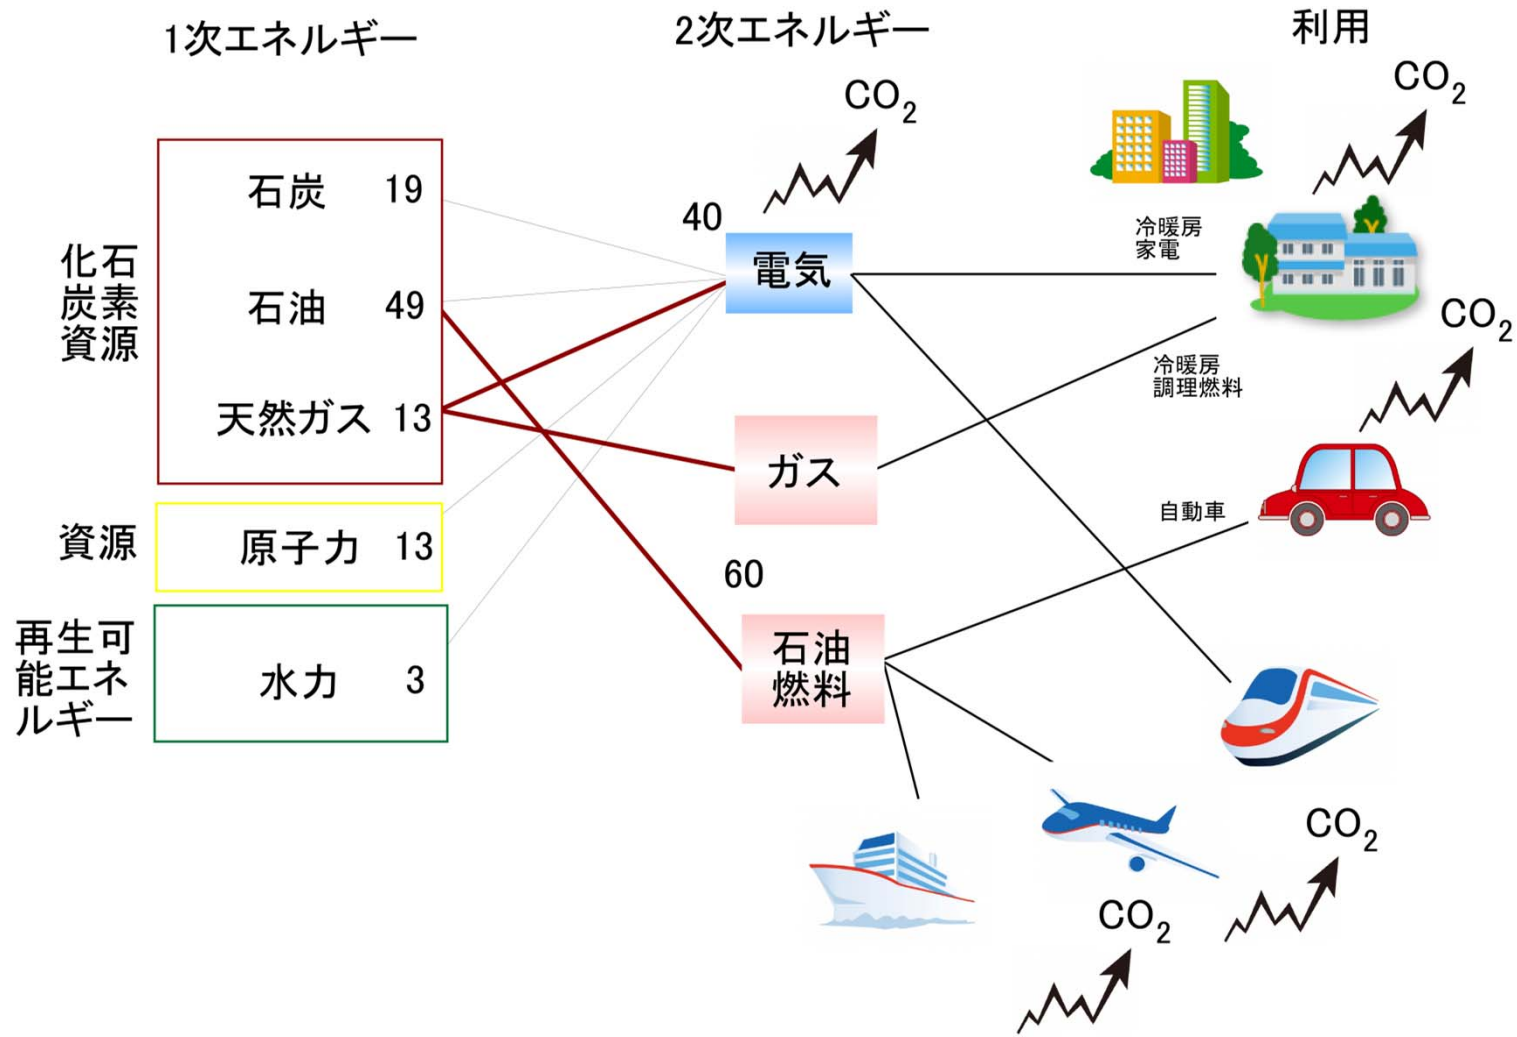 1次エネルギー
2次エネルギー
利用
化石
炭素
資源
石炭 19
石油 49
天然ガス 13
資源
原子力 13
再生可
能エネ
ルギー
水力 3
CO2
40
電気
ガス
60
石油
燃料
CO2
冷暖房
家電
冷暖房
調理燃料
CO2
自動車
CO2
CO2